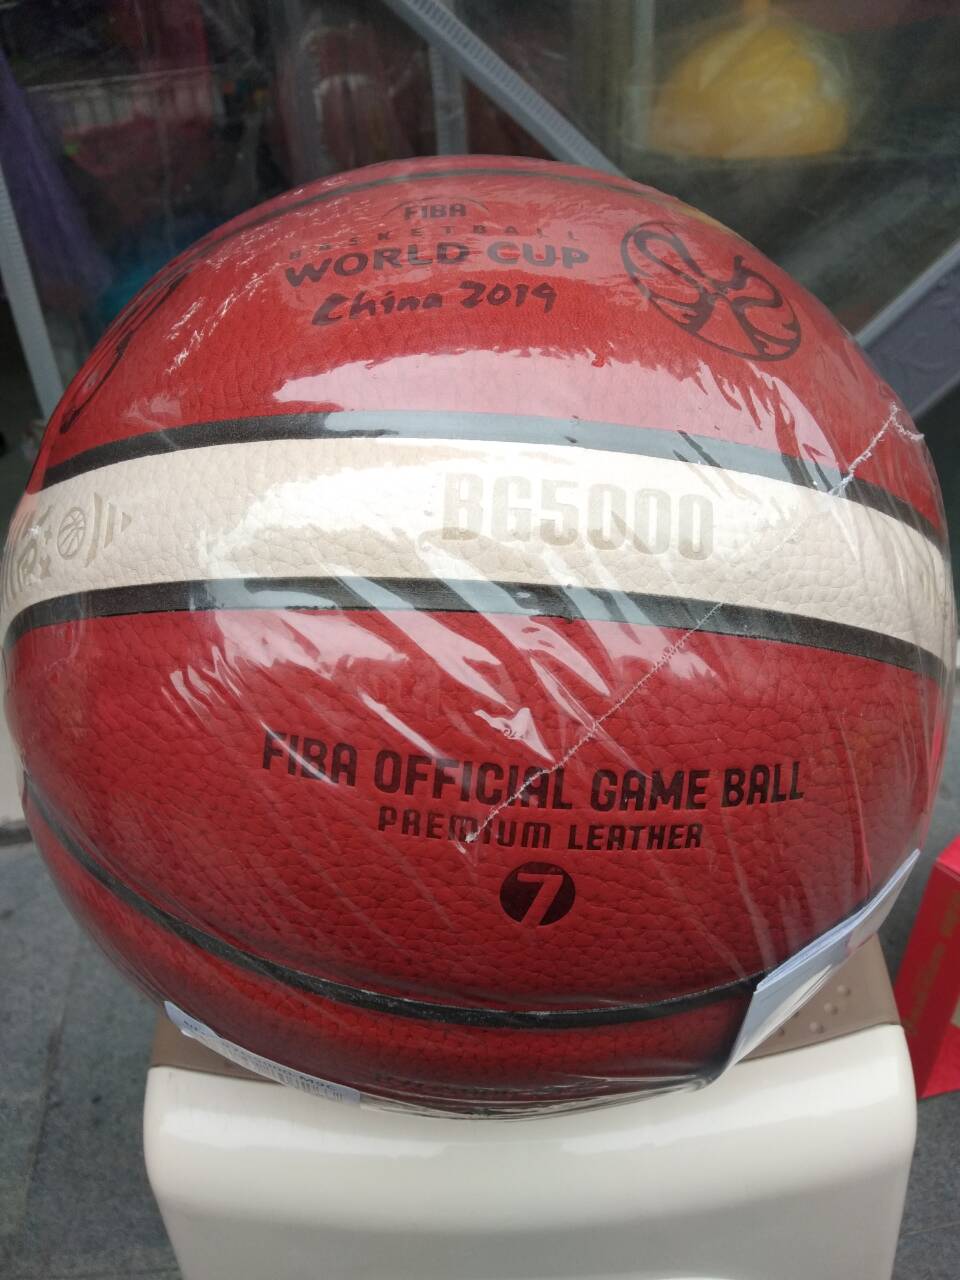 FIBA
BASKETBALL
WORLD CUP
China 2019
BG5000
FIBA OFFICIAL GAME BALL
PREMIUM LEATHER
7